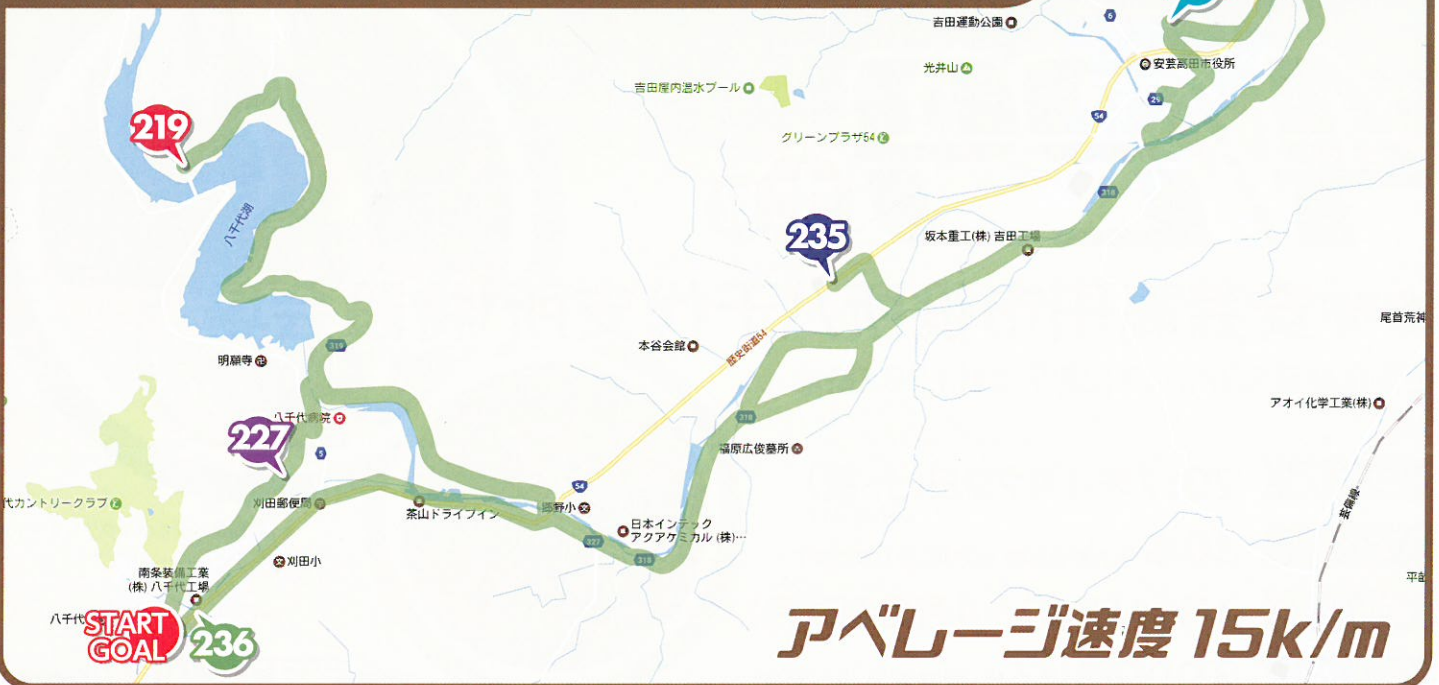 吉田運動公園
6
安芸高田市役所
光井山
吉田屋内温水プール
29
54
グリーンプラザ54
219
318
八千代湖
235
坂本重工(株) 吉田工場
尾首荒神
319
本谷会館
歴史街道54
明顕寺
アオイ化学工業(株)
八千代病院
318
227
5
福原広俊墓所
54
代カントリークラブ
刈田郵便局
茶山ドライブイン
郷野小
日本インテック
アクアケミカル (株)…
芸備線
327
318
刈田小
南条装備工業
(株) 八千代工場
八千代
START
GOAL
236
アベレージ速度 15k/m